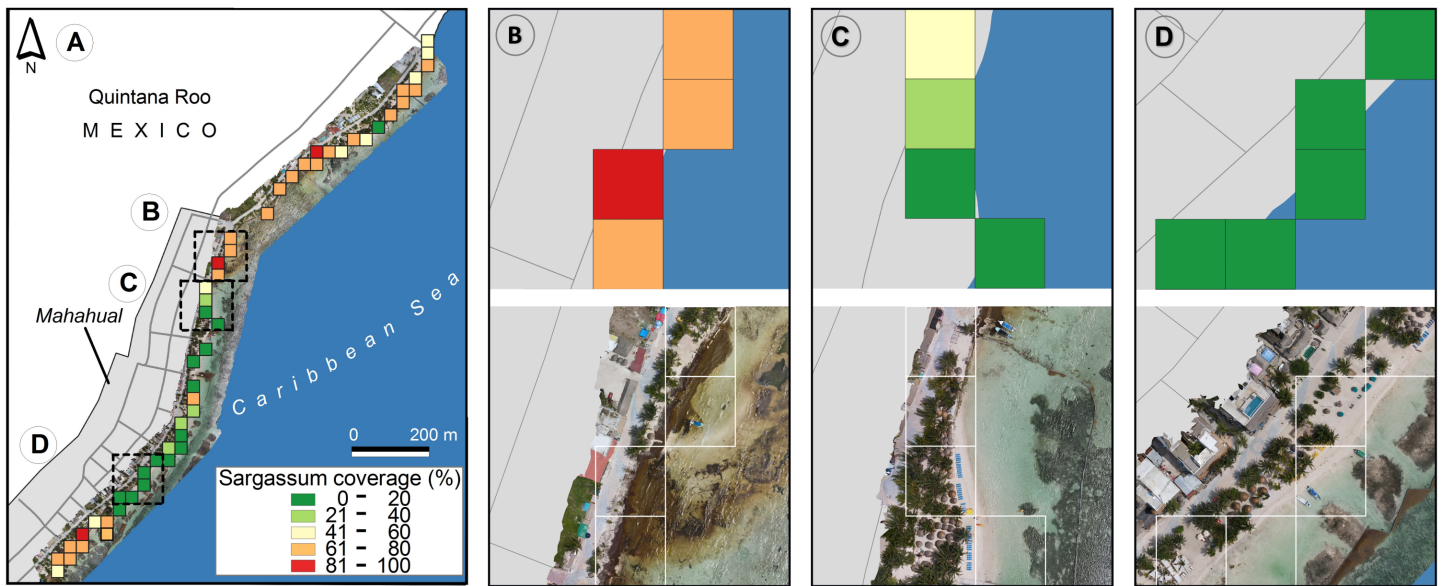 A
N
Quintana Roo
MEXICO
B
C
Mahahual
Caribbean Sea
D
0 200 m
Sargassum coverage (%)
0 - 20
21 - 40
41 - 60
61 - 80
81 - 100
B
C
D